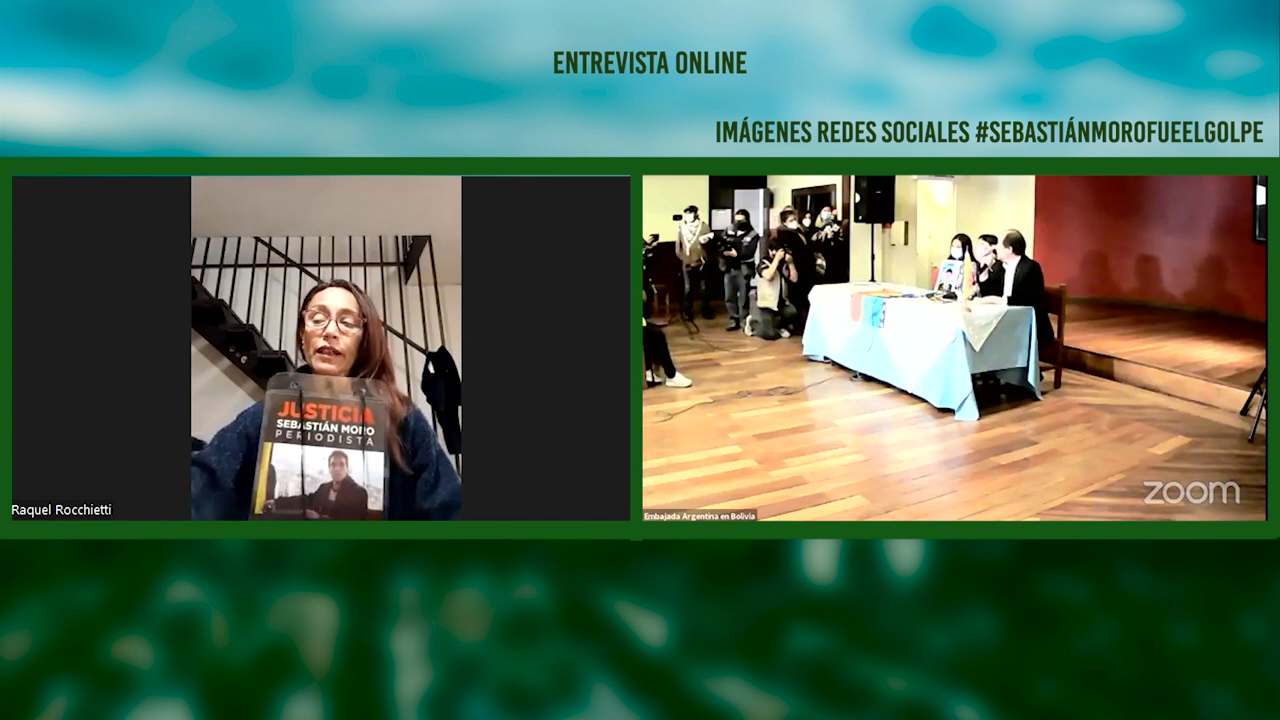 ENTREVISTA ONLINE
IMÁGENES REDES SOCIALES #SEBASTIÁNMOROFUEELGOLPE
JUSTICIA
SEBASTIÁN MORO
PERIODISTA
Raquel Rocchietti
Embajada Argentina en Bolivia
zoom